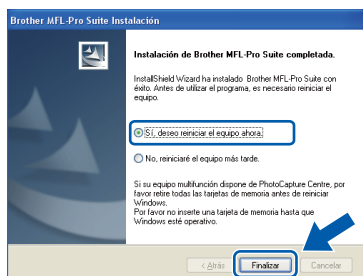 Brother MFL-Pro Suite Instalación
Instalación de Brother MFL-Pro Suite completada.
InstallShield Wizard ha instalado Brother MFL-Pro Suite con
éxito. Antes de utilizar el programa, es necesario reiniciar el
equipo.
Sí, deseo reiniciar el equipo ahora.
No, reiniciaré el equipo más tarde.
Si su equipo multifunción dispone de PhotoCapture Centre, por
favor retire todas las tarjetas de memoria antes de reiniciar
Windows.
Por favor no inserte una tarjeta de memoria hasta que
Windows esté operativo.
< Atrás Finalizar Cancelar